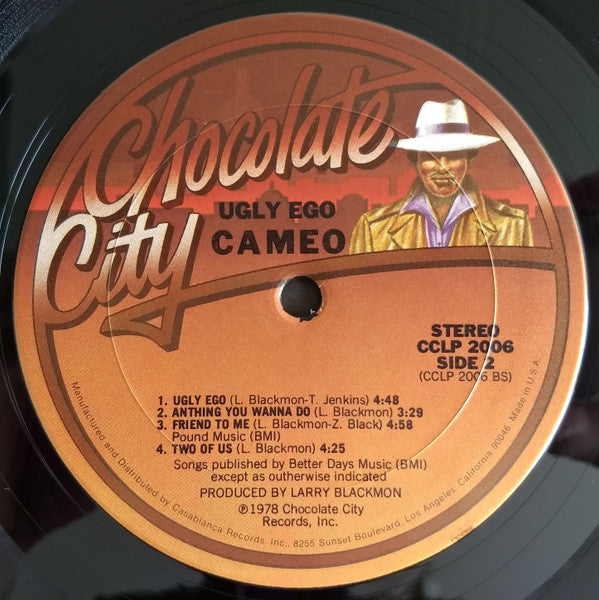 Chocolate
City
UGLY EGO
CAMEO
STEREO
CCLP 2006
SIDE 2
(CCLP 2006 BS)
1. UGLY EGO (L. Blackmon-T. Jenkins) 4:48
2. ANTHING YOU WANNA DO (L. Blackmon) 3:29
3. FRIEND TO ME (L. Blackmon-Z. Black) 4:58
Pound Music (BMI)
4. TWO OF US (L. Blackmon) 4:25
Songs published by Better Days Music (BMI)
except as outherwise indicated
PRODUCED BY LARRY BLACKMON
℗1978 Chocolate City
Records, Inc.
Manufactured and Distributed by Casablanca Records, Inc., 8255 Sunset Boulevard, Los Angeles, California 90046 Made in U.S.A.